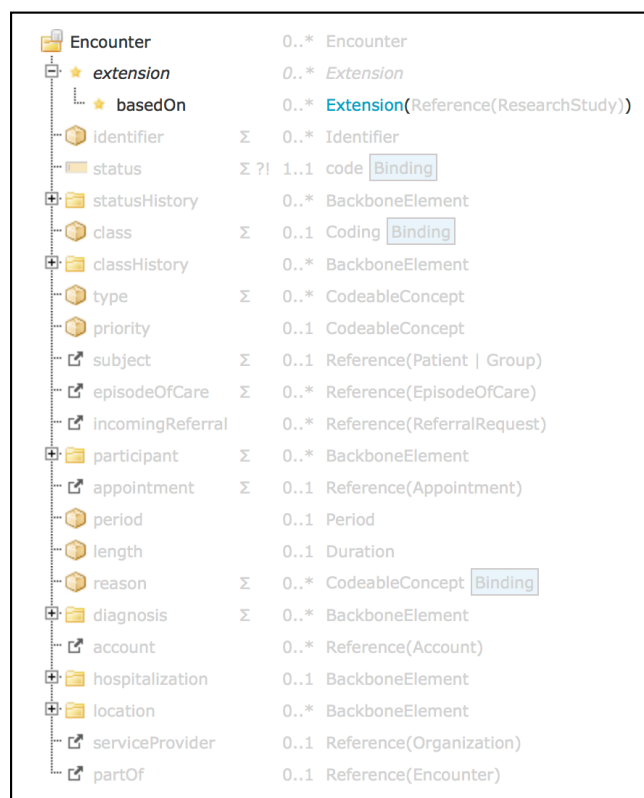 Encounter 0..* Encounter
extension 0..* Extension
basedOn 0..* Extension(Reference(ResearchStudy))
identifier Σ 0..* Identifier
status Σ ?! 1..1 code Binding
statusHistory 0..* BackboneElement
class Σ 0..1 Coding Binding
classHistory 0..* BackboneElement
type Σ 0..* CodeableConcept
priority 0..1 CodeableConcept
subject Σ 0..1 Reference(Patient | Group)
episodeOfCare Σ 0..* Reference(EpisodeOfCare)
incomingReferral 0..* Reference(ReferralRequest)
participant Σ 0..* BackboneElement
appointment Σ 0..1 Reference(Appointment)
period 0..1 Period
length 0..1 Duration
reason Σ 0..* CodeableConcept Binding
diagnosis Σ 0..* BackboneElement
account 0..* Reference(Account)
hospitalization 0..1 BackboneElement
location 0..* BackboneElement
serviceProvider 0..1 Reference(Organization)
partOf 0..1 Reference(Encounter)